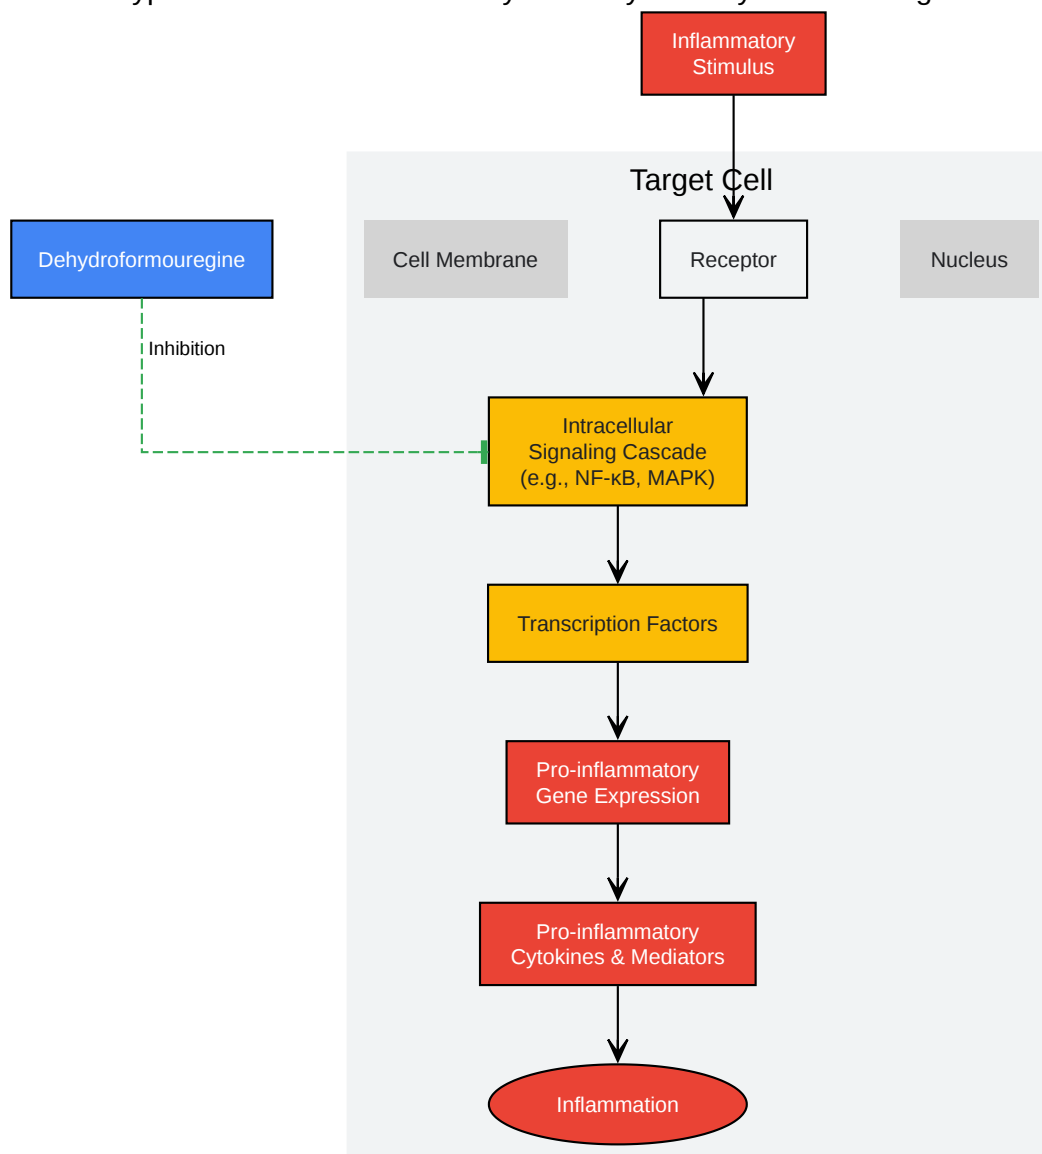 Inflammatory
Stimulus
Target Cell
Dehydroformouregine
Cell Membrane
Receptor
Nucleus
Inhibition
Intracellular
Signaling Cascade
(e.g., NF-κB, MAPK)
Transcription Factors
Pro-inflammatory
Gene Expression
Pro-inflammatory
Cytokines & Mediators
Inflammation